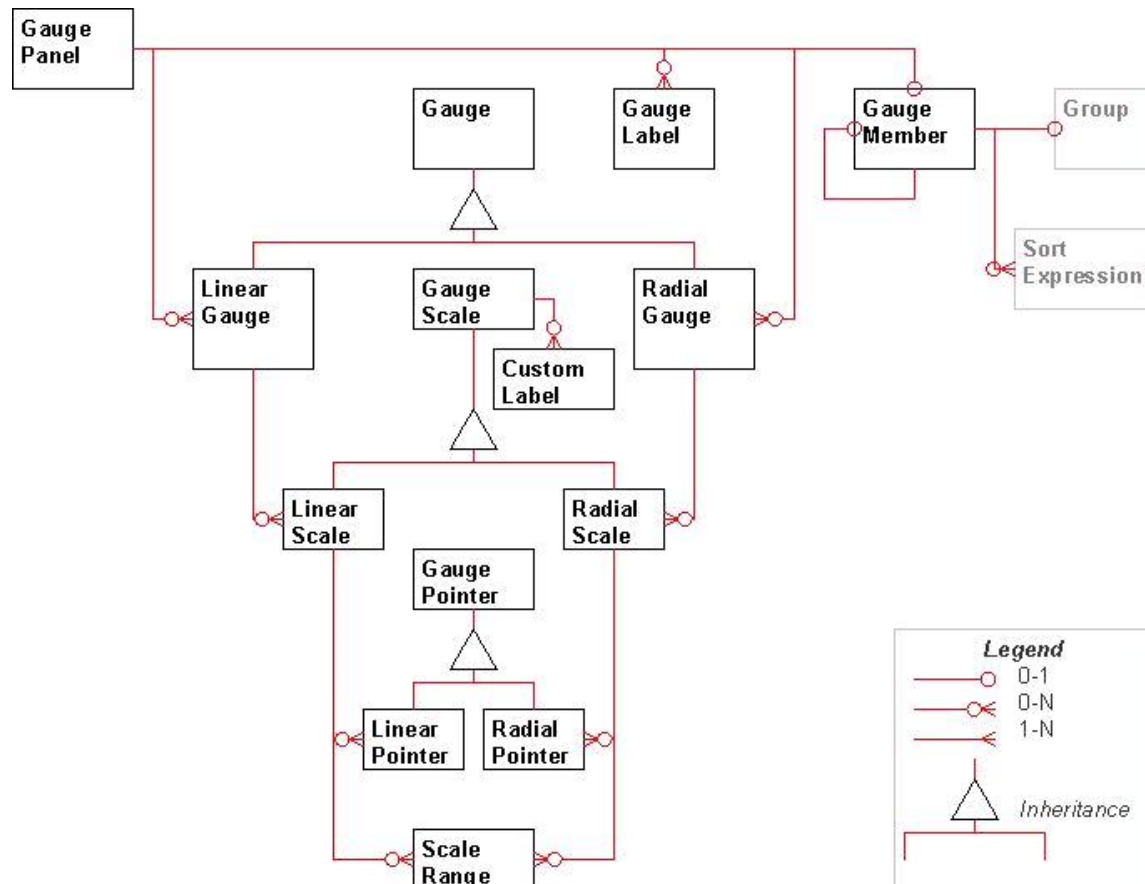 Gauge
Panel
Gauge
Gauge
Label
Gauge
Member
Group
Sort
Expression
Linear
Gauge
Gauge
Scale
Radial
Gauge
Custom
Label
Linear
Scale
Radial
Scale
Gauge
Pointer
Linear
Pointer
Radial
Pointer
Scale
Range
Legend
0-1
0-N
1-N
Inheritance